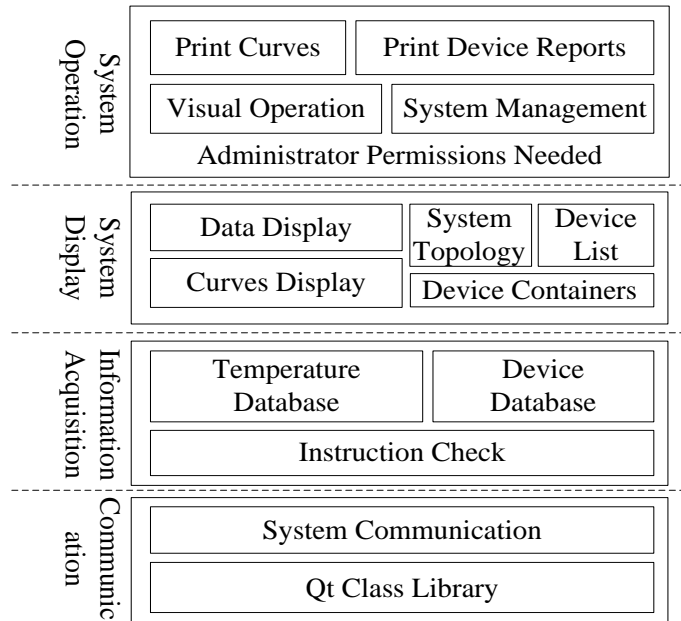 System
Operation
Print Curves
Print Device Reports
Visual Operation
System Management
Administrator Permissions Needed
System
Display
Data Display
Curves Display
System
Topology
Device
List
Device Containers
Information
Acquisition
Temperature
Database
Device
Database
Instruction Check
Communic
ation
System Communication
Qt Class Library